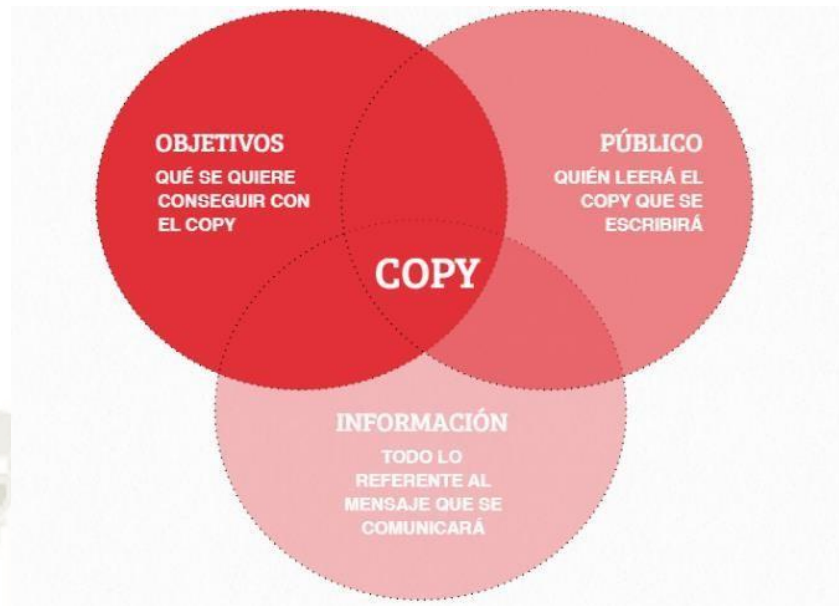 OBJETIVOS
QUÉ SE QUIERE
CONSEGUIR CON
EL COPY
PÚBLICO
QUIÉN LEERÁ EL
COPY QUE SE
ESCRIBIRÁ
COPY
INFORMACIÓN
TODO LO
REFERENTE AL
MENSAJE QUE SE
COMUNICARÁ